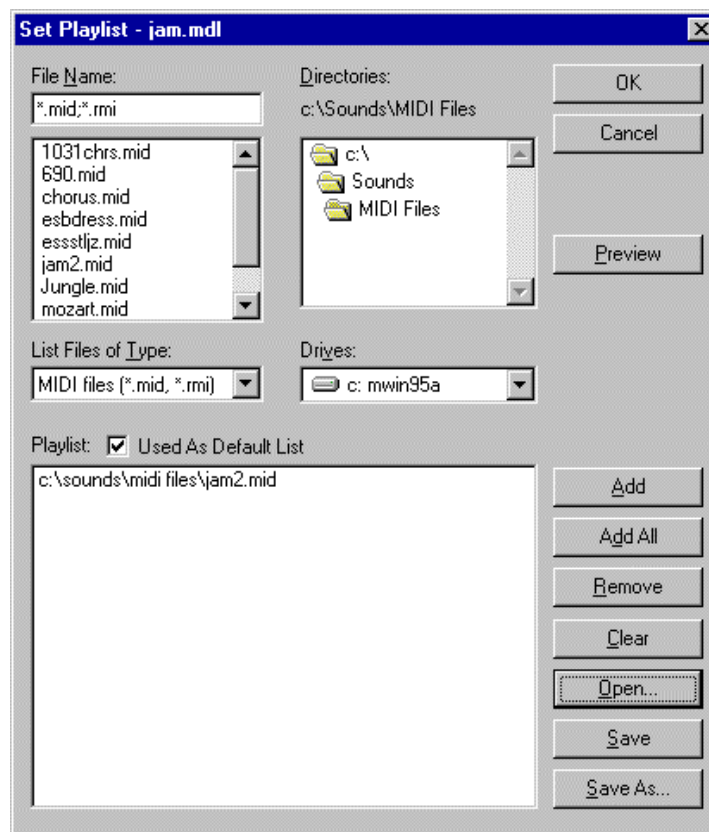 Set Playlist - jam.mdl
File Name:
*.mid;*.rmi
1031chrs.mid
690.mid
chorus.mid
esbdress.mid
essstljz.mid
jam2.mid
Jungle.mid
mozart.mid
List Files of Type:
MIDI files (*.mid, *.rmi)
Directories:
c:\Sounds\MIDI Files
c:\
Sounds
MIDI Files
Drives:
c: mwin95a
OK
Cancel
Preview
Playlist:
Used As Default List
c:\sounds\midi files\jam2.mid
Add
Add All
Remove
Clear
Open...
Save
Save As...